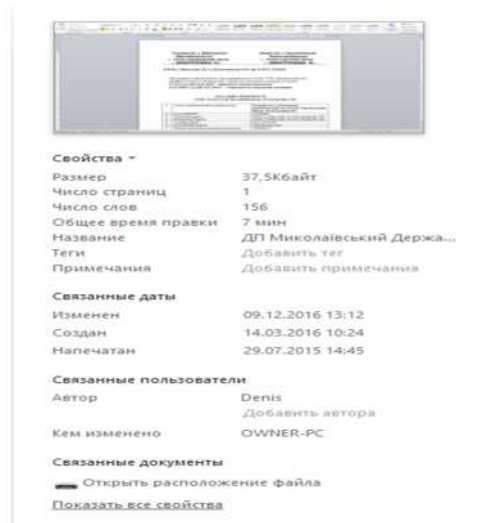 Свойства
Размер 37,5Кбайт
Число страниц 1
Число слов 156
Общее время правки 7 мин
Название ДП Миколаївський Держа...
Теги Добавить тег
Примечания Добавить примечания
Связанные даты
Изменен 09.12.2016 13:12
Создан 14.03.2016 10:24
Напечатан 29.07.2015 14:45
Связанные пользователи
Автор Denis
Добавить автора
Кем изменено OWNER-PC
Связанные документы
Открыть расположение файла
Показать все свойства